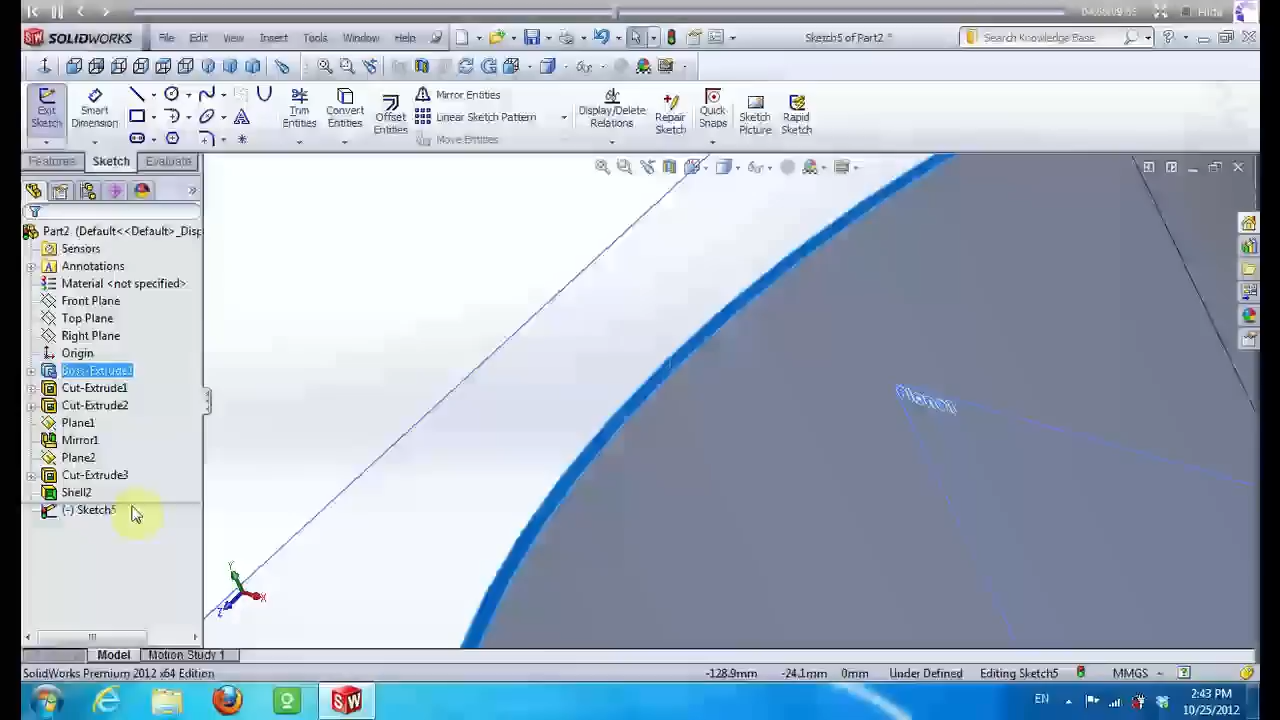 SOLIDWORKS File Edit View Insert Tools Window Help Sketch5 of Part2 * Search Knowledge Base
Exit Sketch
Smart Dimension
Trim Entities
Convert Entities
Offset Entities
Mirror Entities
Linear Sketch Pattern
Move Entities
Display/Delete Relations
Repair Sketch
Quick Snaps
Sketch Picture
Rapid Sketch
Features Sketch Evaluate
Part2 (Default<<Default>_Disp
Sensors
Annotations
Material <not specified>
Front Plane
Top Plane
Right Plane
Origin
Boss-Extrude1
Cut-Extrude1
Cut-Extrude2
Plane1
Mirror1
Plane2
Cut-Extrude3
Shell2
(-) Sketch5
Y
X
Z
Model Motion Study 1
SolidWorks Premium 2012 x64 Edition -128.9mm -24.1mm 0mm Under Defined Editing Sketch5 MMGS
EN 2:43 PM
10/25/2012